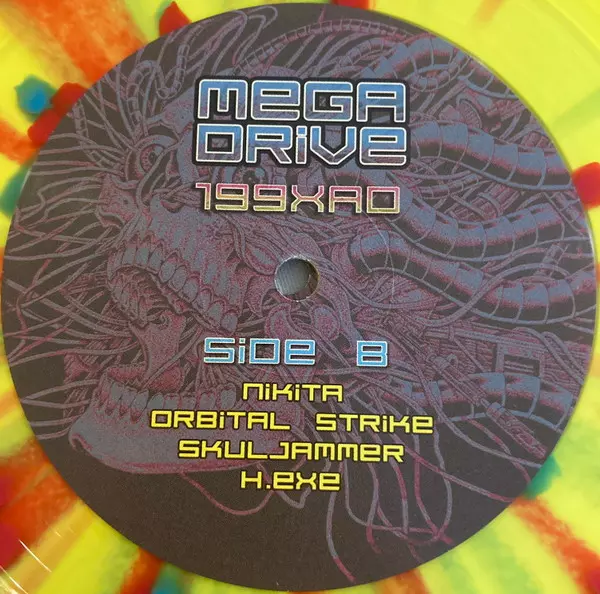 MEGA
DRiVE
199XAD
SiDE B
NiKiTA
ORBiTAL STRiKE
SKULJAMMER
H.EXE